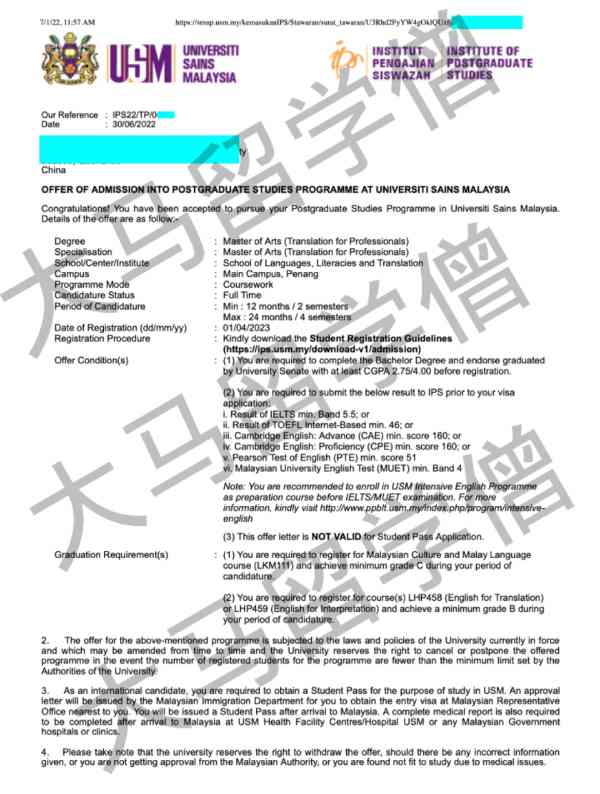 7/1/22, 11:57 AM
UNIVERSITI
SAINS
MALAYSIA
USM
ips
INSTITUT
PENGAJIAN
SISWAZAH
INSTITUTE OF
POSTGRADUATE
STUDIES
Our Reference : IPS22/TP/0
Date : 30/06/2022
ty
China
OFFER OF ADMISSION INTO POSTGRADUATE STUDIES PROGRAMME AT UNIVERSITI SAINS MALAYSIA
Congratulations! You have been accepted to pursue your Postgraduate Studies Programme in Universiti Sains Malaysia.
Details of the offer are as follow:-
Degree : Master of Arts (Translation for Professionals)
Specialisation : Master of Arts (Translation for Professionals)
School/Center/Institute : School of Languages, Literacies and Translation
Campus : Main Campus, Penang
Programme Mode : Coursework
Candidature Status : Full Time
Period of Candidature : Min : 12 months / 2 semesters
Max : 24 months / 4 semesters
Date of Registration (dd/mm/yy) : 01/04/2023
Registration Procedure : Kindly download the Student Registration Guidelines
(https://ips.usm.my/download-v1/admission)
Offer Condition(s) : (1) You are required to complete the Bachelor Degree and endorse graduated
by University Senate with at least CGPA 2.75/4.00 before registration.
(2) You are required to submit the below result to IPS prior to your visa
application:
i. Result of IELTS min. Band 5.5; or
ii. Result of TOEFL Internet-Based min. 46; or
iii. Cambridge English: Advance (CAE) min. score 160; or
iv. Cambridge English: Proficiency (CPE) min. score 160; or
v. Pearson Test of English (PTE) min. score 51
vi. Malaysian University English Test (MUET) min. Band 4
Note: You are recommended to enroll in USM Intensive English Programme
as preparation course before IELTS/MUET examination. For more
information, kindly visit http://www.ppblt.usm.my/index.php/program/intensive-
english
(3) This offer letter is NOT VALID for Student Pass Application.
Graduation Requirement(s) : (1) You are required to register for Malaysian Culture and Malay Language
course (LKM111) and achieve minimum grade C during your period of
candidature.
(2) You are required to register for course(s) LHP458 (English for Translation)
or LHP459 (English for Interpretation) and achieve a minimum grade B during
your period of candidature.
2. The offer for the above-mentioned programme is subjected to the laws and policies of the University currently in force
and which may be amended from time to time and the University reserves the right to cancel or postpone the offered
programme in the event the number of registered students for the programme are fewer than the minimum limit set by the
Authorities of the University.
3. As an international candidate, you are required to obtain a Student Pass for the purpose of study in USM. An approval
letter will be issued by the Malaysian Immigration Department for you to obtain the entry visa at Malaysian Representative
Office nearest to you. You will be issued a Student Pass after arrival to Malaysia. A complete medical report is also required
to be completed after arrival to Malaysia at USM Health Facility Centres/Hospital USM or any Malaysian Government
hospitals or clinics.
4. Please take note that the university reserves the right to withdraw the offer, should there be any incorrect information
given, or you are not getting approval from the Malaysian Authority, or you are found not fit to study due to medical issues.
大马留学僧
大马留学僧
大马留学僧